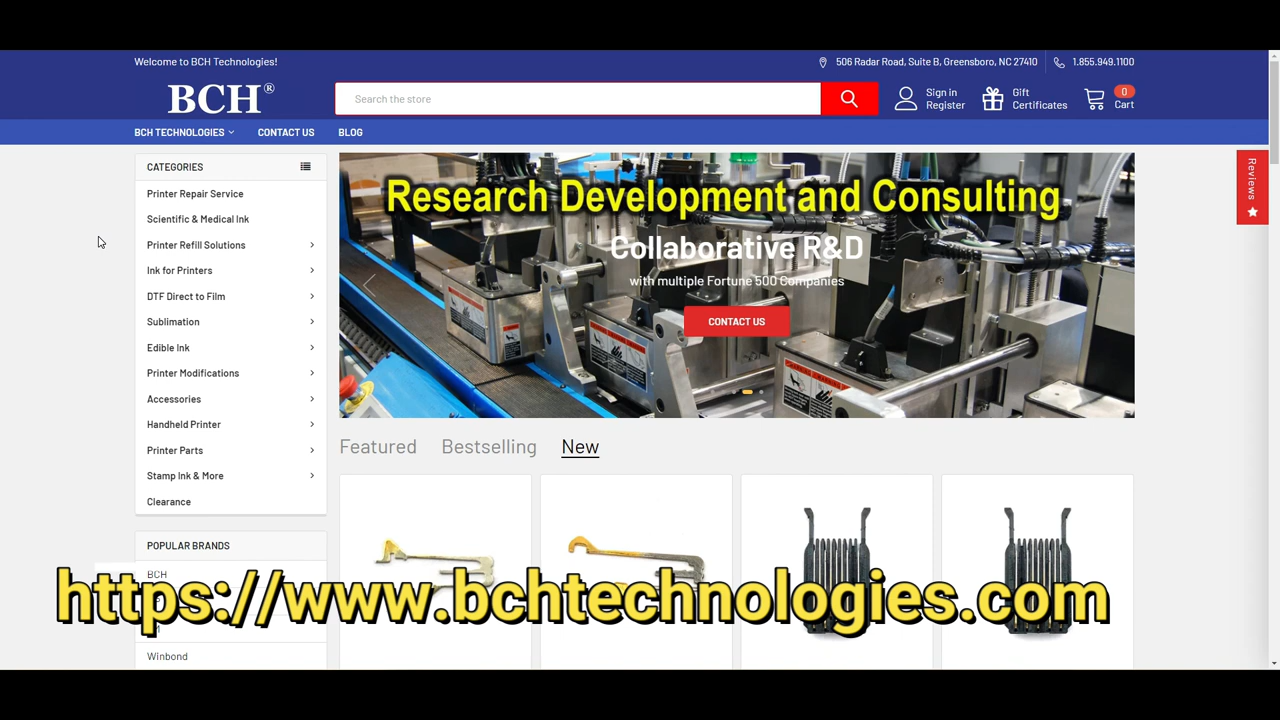 Welcome to BCH Technologies!
506 Radar Road, Suite B, Greensboro, NC 27410
1.855.949.1100
BCH®
Search the store
Sign in
Register
Gift
Certificates
0
Cart
BCH TECHNOLOGIES
CONTACT US
BLOG
CATEGORIES
Printer Repair Service
Scientific & Medical Ink
Printer Refill Solutions
Ink for Printers
DTF Direct to Film
Sublimation
Edible Ink
Printer Modifications
Accessories
Handheld Printer
Printer Parts
Stamp Ink & More
Clearance
Research Development and Consulting
Collaborative R&D
with multiple Fortune 500 Companies
CONTACT US
Reviews
Featured
Bestselling
New
POPULAR BRANDS
BCH
https://www.bchtechnologies.com
Winbond